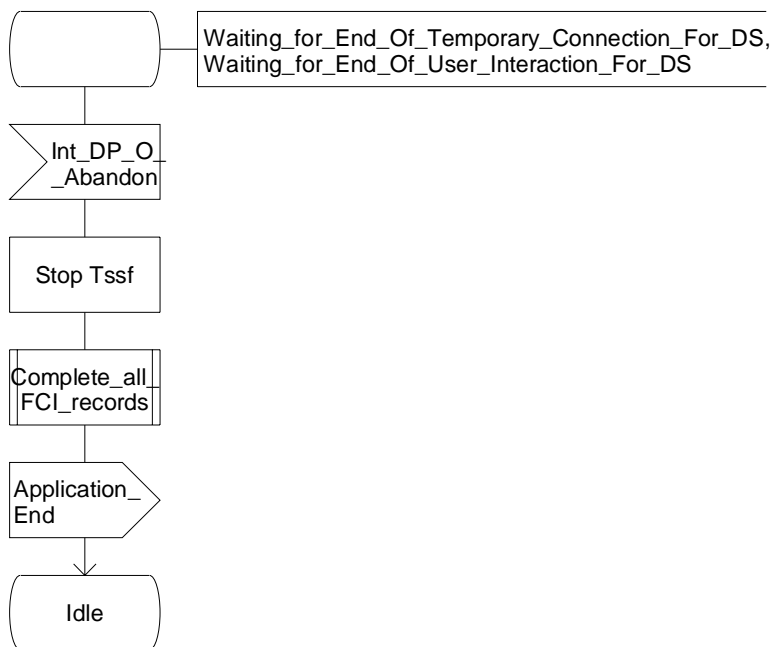 Waiting_for_End_Of_Temporary_Connection_For_DS,
Waiting_for_End_Of_User_Interaction_For_DS
Int_DP_O_
_Abandon
Stop Tssf
Complete_all_
FCI_records
Application_
End
Idle